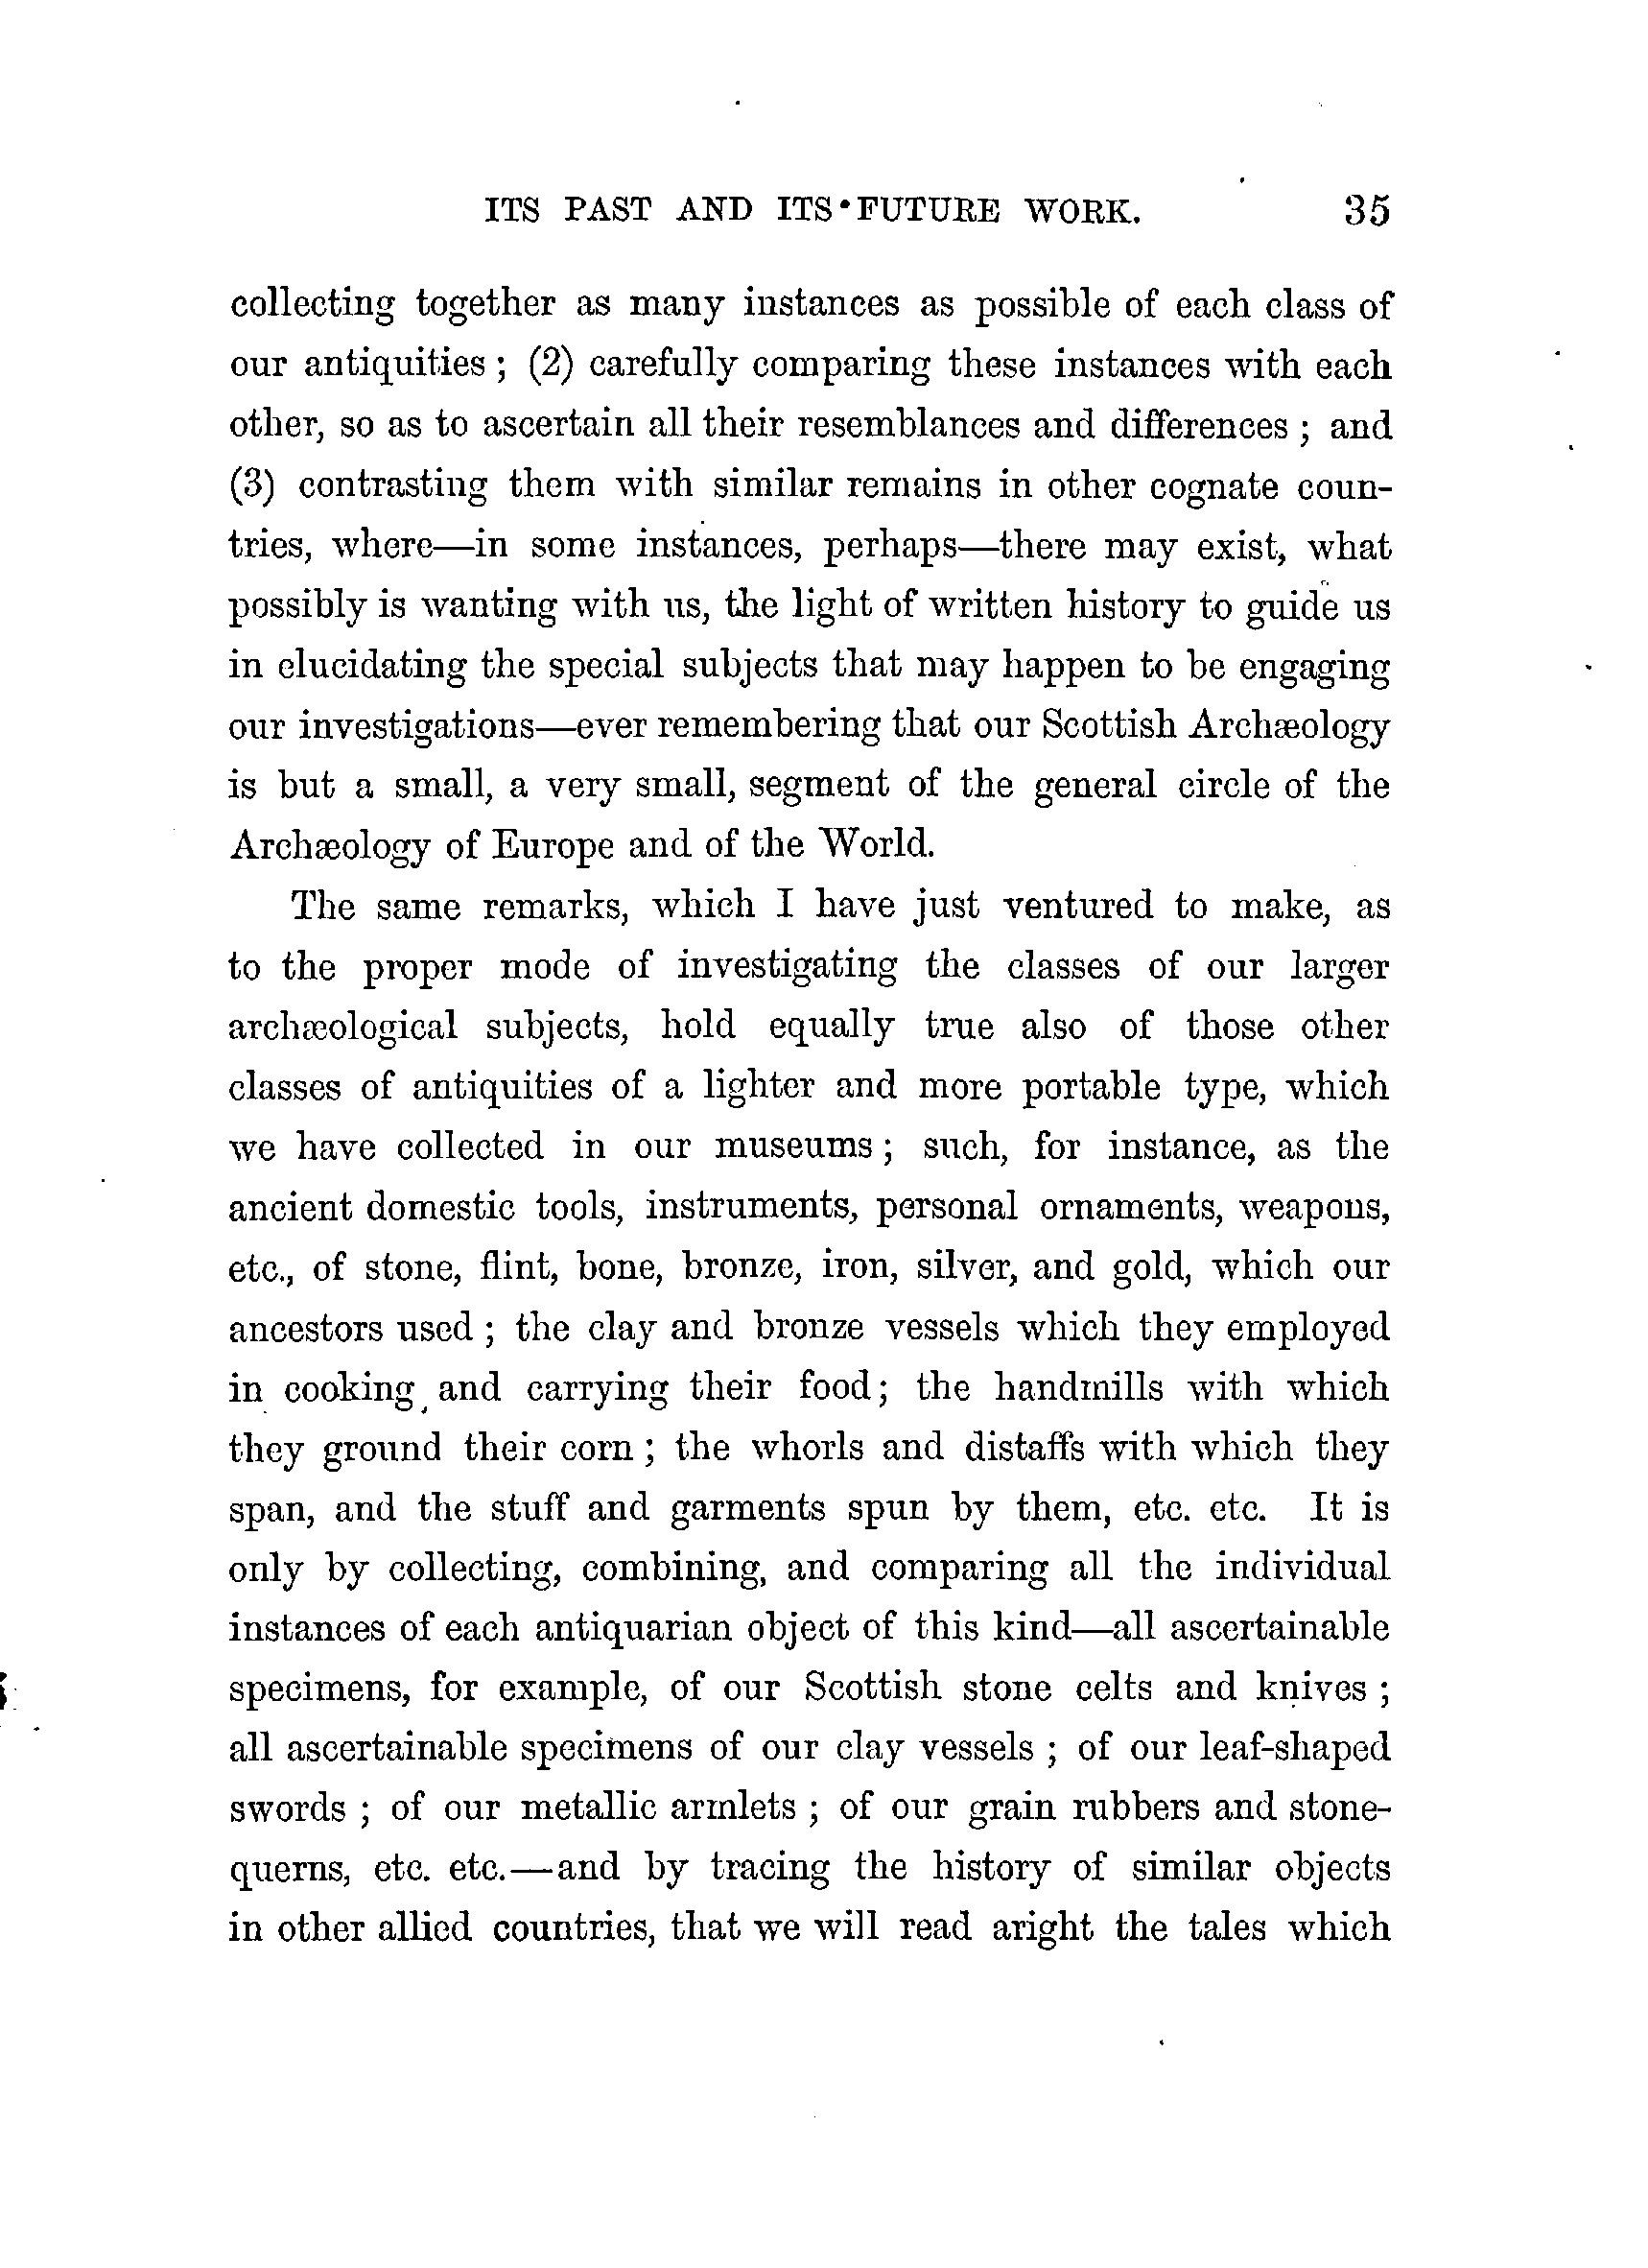 ITS PAST AND ITS FUTURE WORK. 35
collecting together as many instances as possible of each class of
our antiquities ; (2) carefully comparing these instances with each
other, so as to ascertain all their resemblances and differences ; and
(3) contrasting them with similar remains in other cognate coun-
tries, where—in some instances, perhaps—there may exist, what
possibly is wanting with us, the light of written history to guide us
in elucidating the special subjects that may happen to be engaging
our investigations—ever remembering that our Scottish Archæology
is but a small, a very small, segment of the general circle of the
Archæology of Europe and of the World.
The same remarks, which I have just ventured to make, as
to the proper mode of investigating the classes of our larger
archæological subjects, hold equally true also of those other
classes of antiquities of a lighter and more portable type, which
we have collected in our museums ; such, for instance, as the
ancient domestic tools, instruments, personal ornaments, weapons,
etc., of stone, flint, bone, bronze, iron, silver, and gold, which our
ancestors used ; the clay and bronze vessels which they employed
in cooking and carrying their food ; the handmills with which
they ground their corn ; the whorls and distaffs with which they
span, and the stuff and garments spun by them, etc. etc. It is
only by collecting, combining, and comparing all the individual
instances of each antiquarian object of this kind—all ascertainable
specimens, for example, of our Scottish stone celts and knives ;
all ascertainable specimens of our clay vessels ; of our leaf-shaped
swords ; of our metallic armlets ; of our grain rubbers and stone-
querns, etc. etc.—and by tracing the history of similar objects
in other allied countries, that we will read aright the tales which